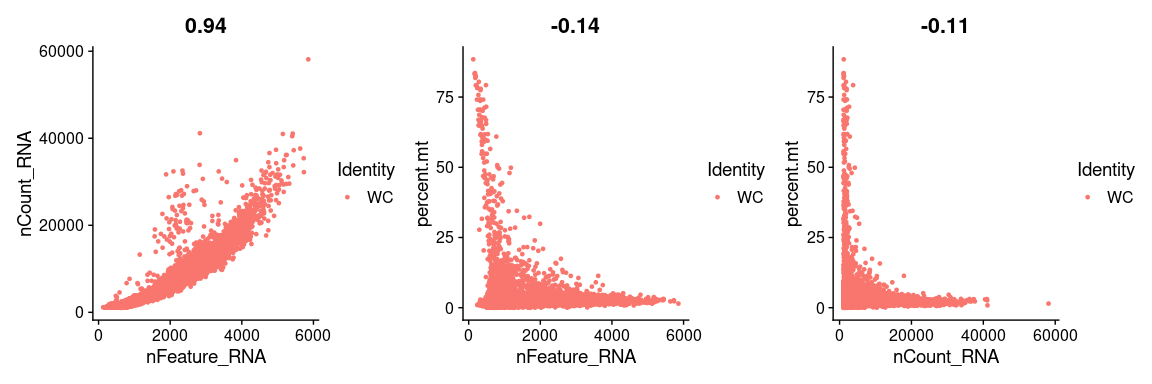 0.94
60000
40000
20000
0
nCount_RNA
0 2000 4000 6000
nFeature_RNA
Identity
WC
-0.14
75
50
25
0
percent.mt
0 2000 4000 6000
nFeature_RNA
Identity
WC
-0.11
75
50
25
0
percent.mt
0 20000 40000 60000
nCount_RNA
Identity
WC